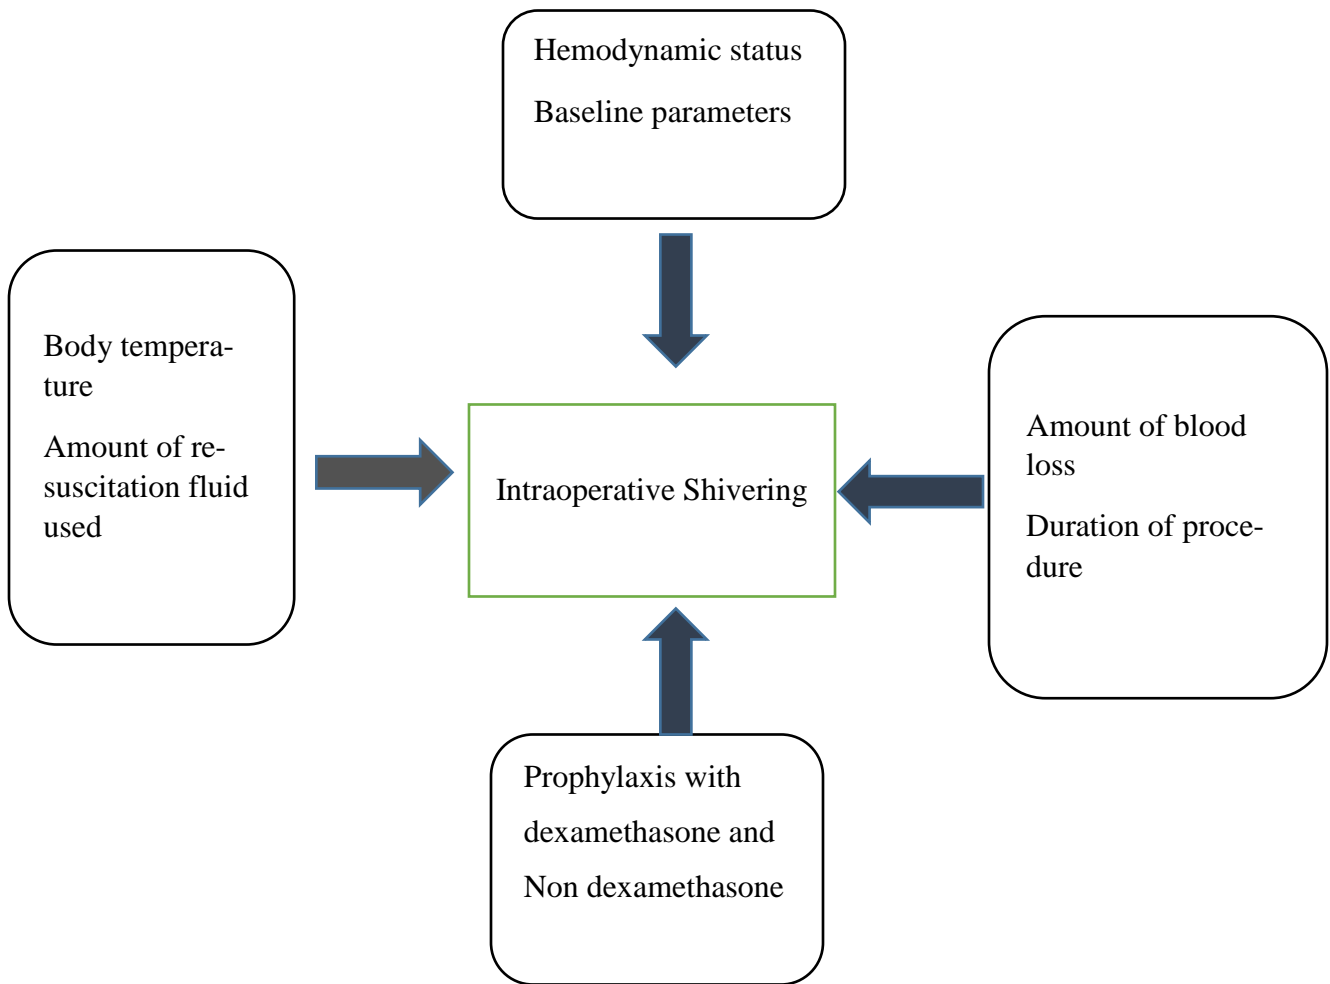 Hemodynamic status
Baseline parameters
Body tempera-
ture
Amount of re-
suscitation fluid
used
Intraoperative Shivering
Amount of blood
loss
Duration of proce-
dure
Prophylaxis with
dexamethasone and
Non dexamethasone